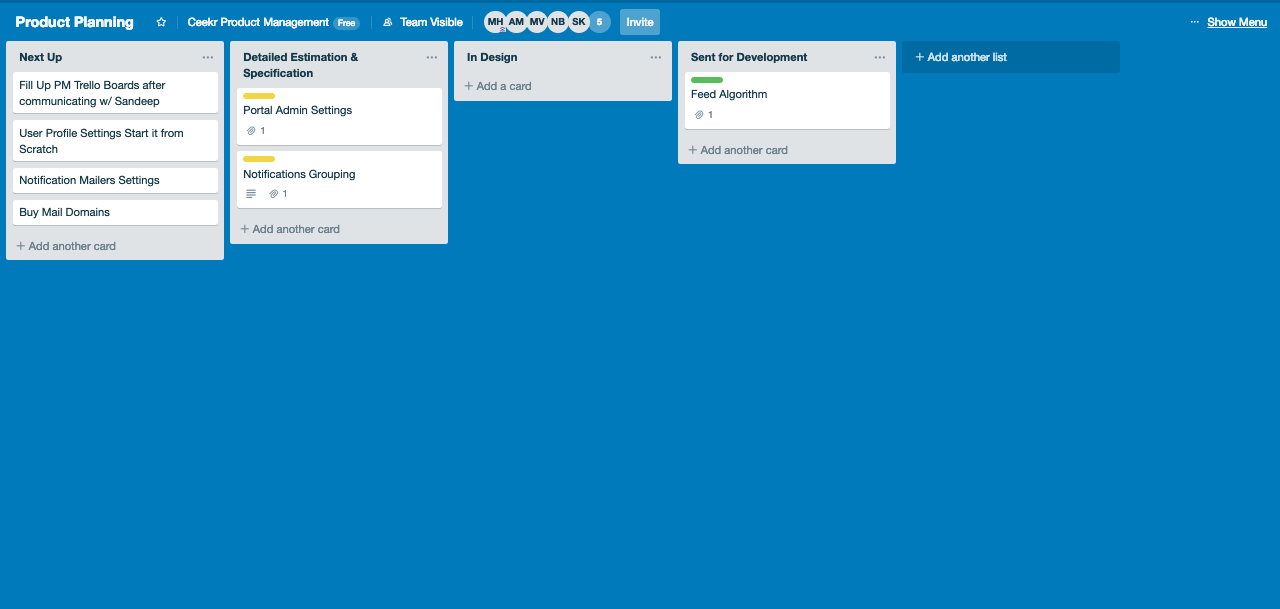 Product Planning
Ceekr Product Management Free
Team Visible
MH AM MV NB SK 5
Invite
... Show Menu
Next Up
Fill Up PM Trello Boards after
communicating w/ Sandeep
User Profile Settings Start it from
Scratch
Notification Mailers Settings
Buy Mail Domains
+ Add another card
Detailed Estimation &
Specification
Portal Admin Settings
1
Notifications Grouping
1
+ Add another card
In Design
+ Add a card
Sent for Development
Feed Algorithm
1
+ Add another card
+ Add another list